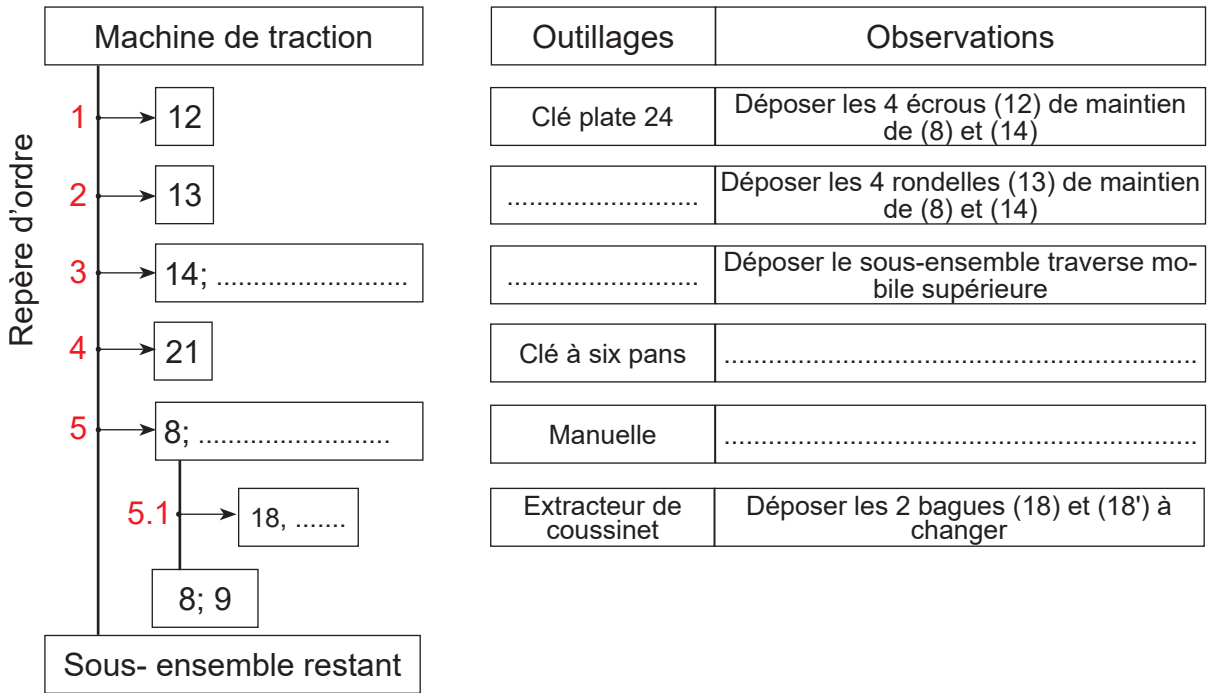 Machine de traction
Outillages
Observations
Repère d'ordre
1
12
Clé plate 24
Déposer les 4 écrous (12) de maintien
de (8) et (14)
2
13
.........................
Déposer les 4 rondelles (13) de maintien
de (8) et (14)
3
14; .........................
.........................
Déposer le sous-ensemble traverse mo-
bile supérieure
4
21
Clé à six pans
..............................................................
5
8; .........................
Manuelle
..............................................................
5.1
18, .......
Extracteur de
coussinet
Déposer les 2 bagues (18) et (18') à
changer
8; 9
Sous- ensemble restant